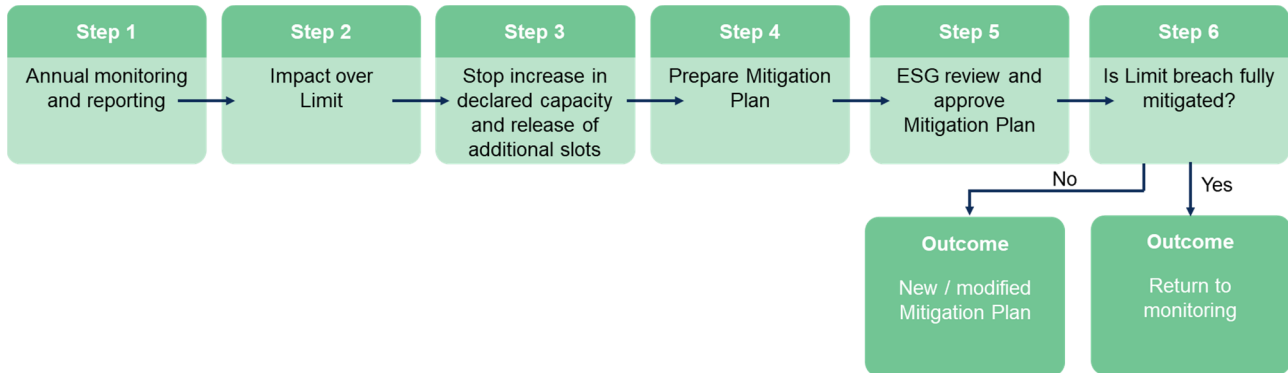 Step 1
Annual monitoring
and reporting
Step 2
Impact over
Limit
Step 3
Stop increase in
declared capacity
and release of
additional slots
Step 4
Prepare Mitigation
Plan
Step 5
ESG review and
approve
Mitigation Plan
Step 6
Is Limit breach fully
mitigated?
No
Yes
Outcome
New / modified
Mitigation Plan
Outcome
Return to
monitoring